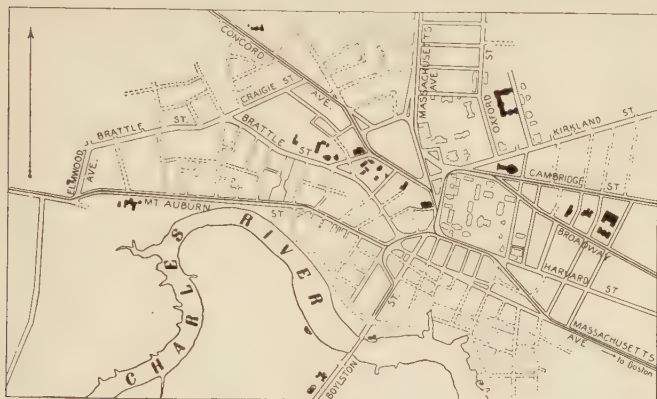 CONCORD
AVE
MASSACHUSETTS
AVE.
OXFORD
ST
KIRKLAND
ST
CRAIGIE ST
BRATTLE
ST.
BRATTLE
ST
ELMWOOD
AVE.
MT AUBURN
ST
CAMBRIDGE
ST
BROADWAY
HARVARD
ST
MASSACHUSETTS
AVE
to Boston
CHARLES
RIVER
BOYLSTON
ST